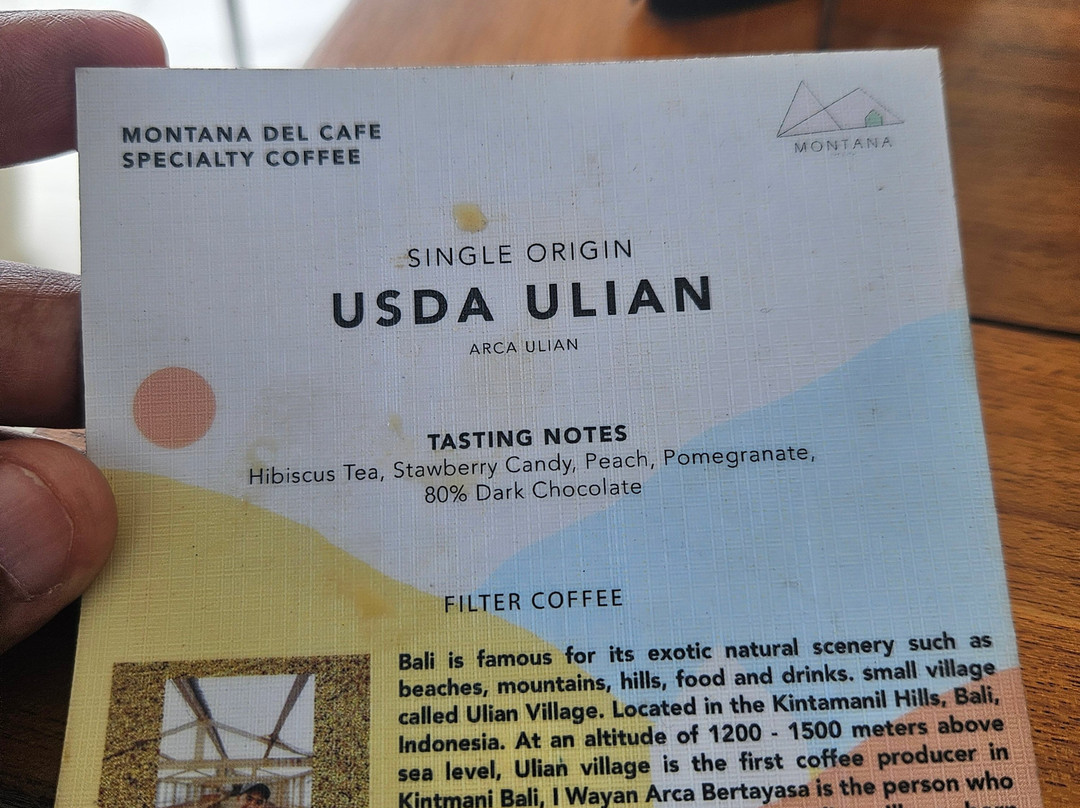 MONTANA DEL CAFE
SPECIALTY COFFEE
MONTANA
SINGLE ORIGIN
USDA ULIAN
ARCA ULIAN
TASTING NOTES
Hibiscus Tea, Stawberry Candy, Peach, Pomegranate,
80% Dark Chocolate
FILTER COFFEE
Bali is famous for its exotic natural scenery such as
beaches, mountains, hills, food and drinks. small village
called Ulian Village. Located in the Kintamanil Hills, Bali,
Indonesia. At an altitude of 1200 - 1500 meters above
sea level, Ulian village is the first coffee producer in
Kintmani Bali, I Wayan Arca Bertayasa is the person who